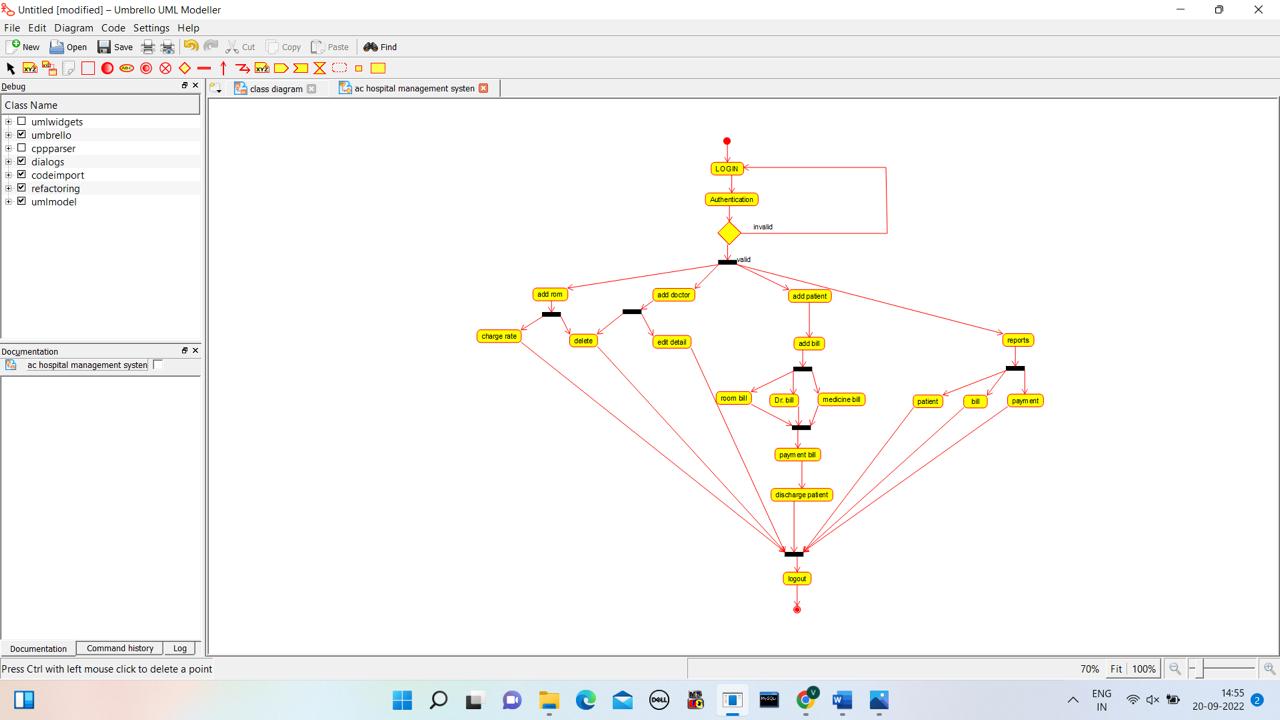 Untitled [modified] – Umbrello UML Modeller
File Edit Diagram Code Settings Help
New Open Save Cut Copy Paste Find
Debug
class diagram
ac hospital management systen
Class Name
umlwidgets
umbrello
cppparser
dialogs
codeimport
refactoring
umlmodel
LOGIN
Authentication
invalid
valid
add rom
add doctor
add patient
charge rate
delete
edit detail
add bill
reports
room bill
Dr. bill
medicine bill
patient
bill
payment
payment bill
discharge patient
logout
Documentation
ac hospital management systen
Documentation Command history Log
Press Ctrl with left mouse click to delete a point
70% Fit 100%
ENG
IN
14:55
20-09-2022
2
DELL
V